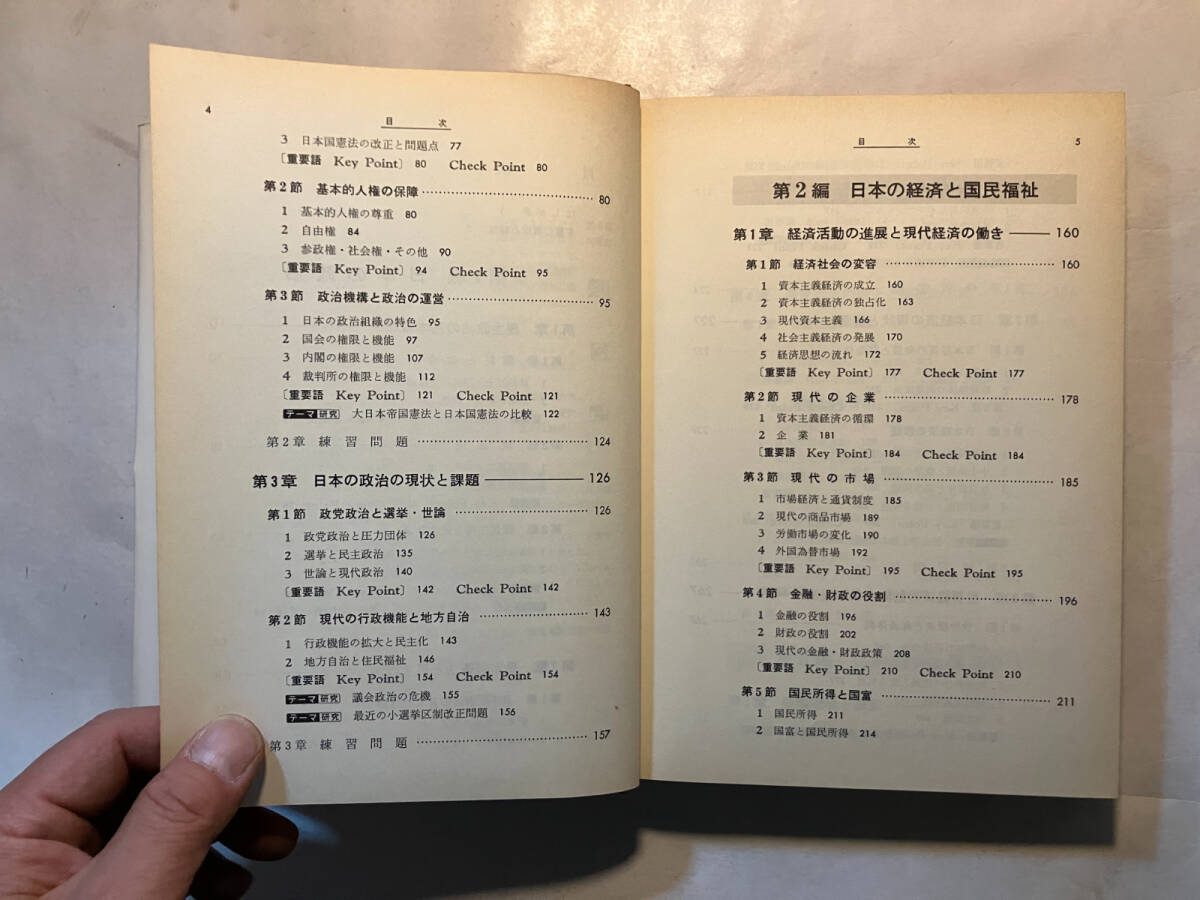 4
目次
3 日本国憲法の改正と問題点 77
〔重要語 Key Point〕 80 Check Point 80
第2節 基本的人権の保障 80
1 基本的人権の尊重 80
2 自由権 84
3 参政権・社会権・その他 90
〔重要語 Key Point〕 94 Check Point 95
第3節 政治機構と政治の運営 95
1 日本の政治組織の特色 95
2 国会の権限と機能 97
3 内閣の権限と機能 107
4 裁判所の権限と機能 112
〔重要語 Key Point〕 121 Check Point 121
テーマ研究 大日本帝国憲法と日本国憲法の比較 122
第2章練習問題 124
第3章 日本の政治の現状と課題 126
第1節 政党政治と選挙・世論 126
1 政党政治と圧力団体 126
2 選挙と民主政治 135
3 世論と現代政治 140
〔重要語 Key Point〕 142 Check Point 142
第2節 現代の行政機能と地方自治 143
1 行政機能の拡大と民主化 143
2 地方自治と住民福祉 146
〔重要語 Key Point〕 154 Check Point 154
テーマ研究 議会政治の危機 155
テーマ研究 最近の小選挙区制改正問題 156
第3章練習問題 157
目次
5
第2編 日本の経済と国民福祉
第1章 経済活動の進展と現代経済の働き 160
第1節 経済社会の変容 160
1 資本主義経済の成立 160
2 資本主義経済の独占化 163
3 現代資本主義 166
4 社会主義経済の発展 170
5 経済思想の流れ 172
〔重要語 Key Point〕 177 Check Point 177
第2節 現代の企業 178
1 資本主義経済の循環 178
2 企業 181
〔重要語 Key Point〕 184 Check Point 184
第3節 現代の市場 185
1 市場経済と通貨制度 185
2 現代の商品市場 189
3 労働市場の変化 190
4 外国為替市場 192
〔重要語 Key Point〕 195 Check Point 195
第4節 金融・財政の役割 196
1 金融の役割 196
2 財政の役割 202
3 現代の金融・財政政策 208
〔重要語 Key Point〕 210 Check Point 210
第5節 国民所得と国富 211
1 国民所得 211
2 国富と国民所得 214